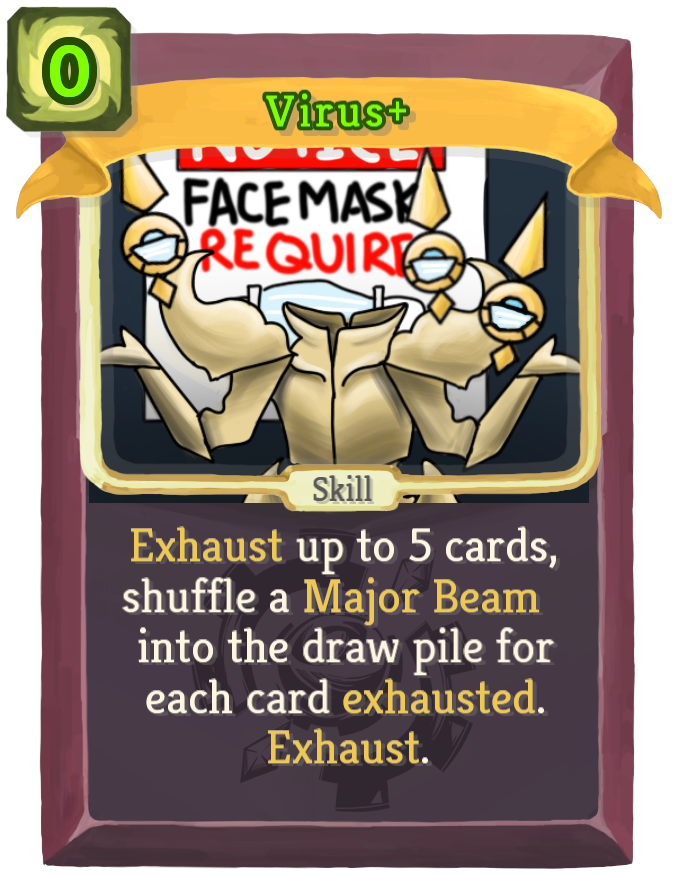 0
Virus+
NOTICE
FACE MASK
REQUIRE
Skill
Exhaust up to 5 cards,
shuffle a Major Beam
into the draw pile for
each card exhausted.
Exhaust.